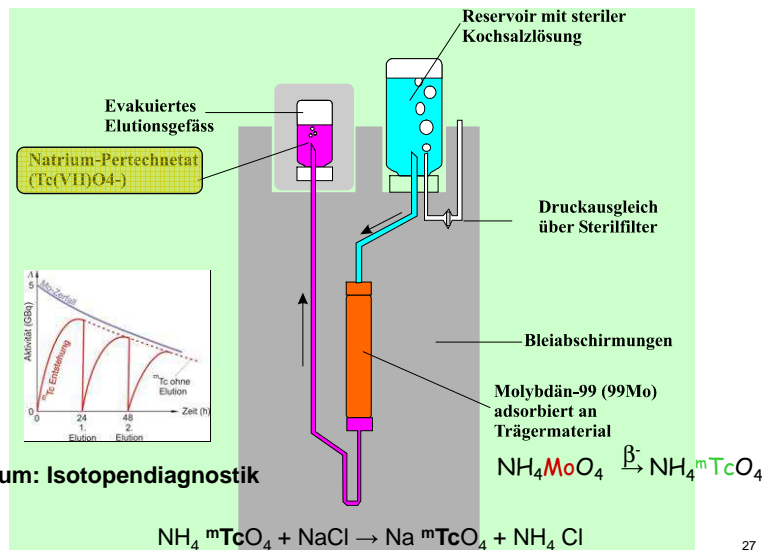 Reservoir mit steriler
Kochsalzlösung
Evakuiertes
Elutionsgefäss
Natrium-Pertechnetat
(Tc(VII)O4-)
Druckausgleich
über Sterilfilter
A
5
Mo-Zerfall
Aktivität (GBq)
ᵐTc Entstehung
ᵐTc ohne
Elution
0
0 24 48 Zeit (h)
1. 2.
Elution Elution
Bleiabschirmungen
Molybdän-99 (99Mo)
adsorbiert an
Trägermaterial
um: Isotopendiagnostik
NH₄MoO₄ β⁻→ NH₄ᵐTcO₄
NH₄ ᵐTcO₄ + NaCl → Na ᵐTcO₄ + NH₄ Cl
27